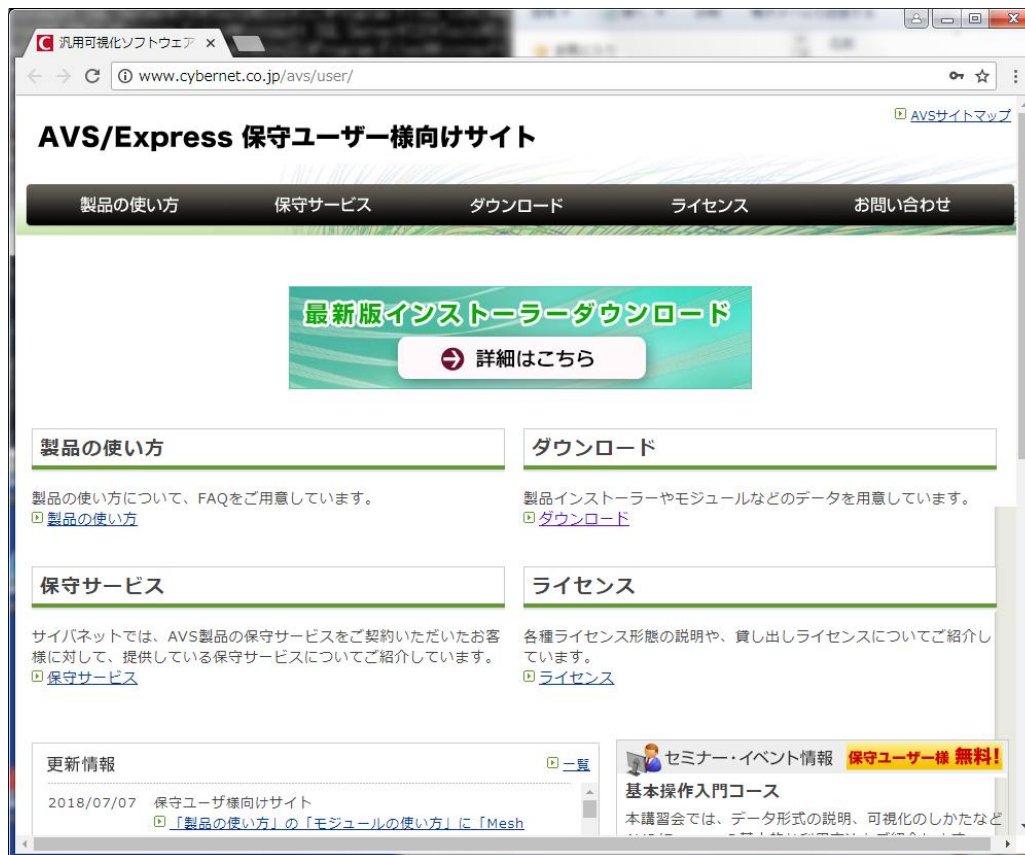 汎用可視化ソフトウェア
www.cybernet.co.jp/avs/user/
AVSサイトマップ
AVS/Express 保守ユーザー様向けサイト
製品の使い方 保守サービス ダウンロード ライセンス お問い合わせ
最新版インストーラーダウンロード
詳細はこちら
製品の使い方
製品の使い方について、FAQをご用意しています。
製品の使い方
ダウンロード
製品インストーラーやモジュールなどのデータを用意しています。
ダウンロード
保守サービス
サイバネットでは、AVS製品の保守サービスをご契約いただいたお客
様に対して、提供している保守サービスについてご紹介しています。
保守サービス
ライセンス
各種ライセンス形態の説明や、貸し出しライセンスについてご紹介し
ています。
ライセンス
更新情報 一覧
2018/07/07 保守ユーザ様向けサイト
「製品の使い方」の「モジュールの使い方」に「Mesh
セミナー・イベント情報 保守ユーザー様 無料!
基本操作入門コース
本講習会では、データ形式の説明、可視化のしかたなど